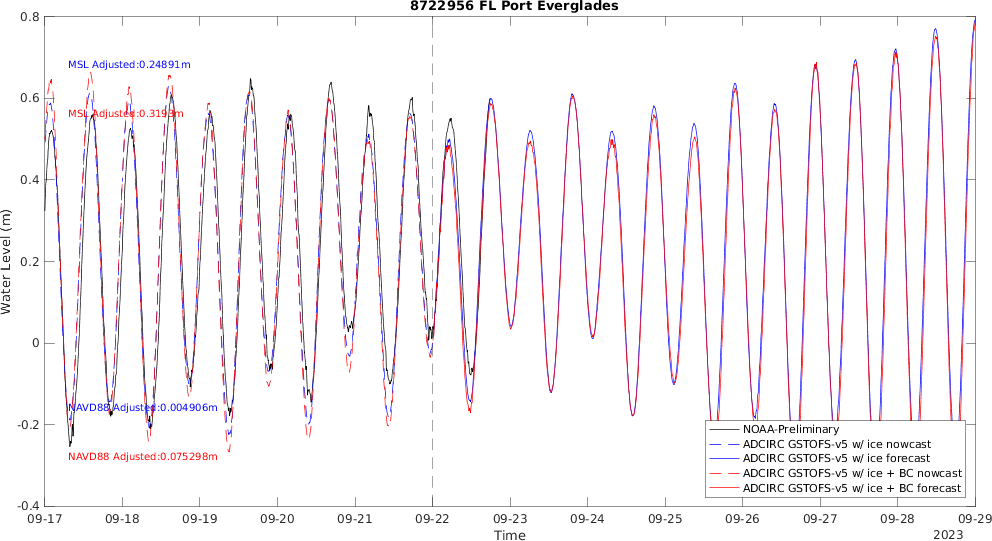 8722956 FL Port Everglades
0.8
0.6
0.4
0.2
0
-0.2
-0.4
Water Level (m)
MSL Adjusted:0.24891m
MSL Adjusted:0.3193m
NAVD88 Adjusted:0.004906m
NAVD88 Adjusted:0.075298m
NOAA-Preliminary
ADCIRC GSTOFS-v5 w/ ice nowcast
ADCIRC GSTOFS-v5 w/ ice forecast
ADCIRC GSTOFS-v5 w/ ice + BC nowcast
ADCIRC GSTOFS-v5 w/ ice + BC forecast
09-17 09-18 09-19 09-20 09-21 09-22 09-23 09-24 09-25 09-26 09-27 09-28 09-29
Time
2023